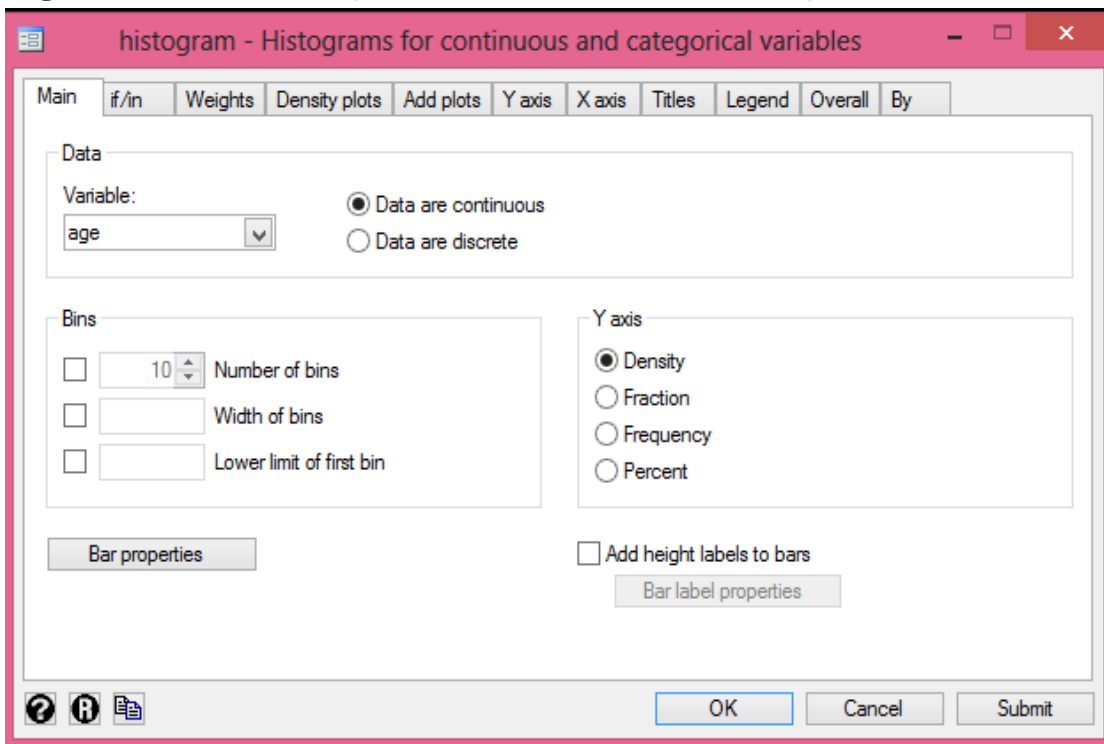 histogram - Histograms for continuous and categorical variables
Main if/in Weights Density plots Add plots Y axis X axis Titles Legend Overall By
Data
Variable:
age
Data are continuous
Data are discrete
Bins
10 Number of bins
Width of bins
Lower limit of first bin
Y axis
Density
Fraction
Frequency
Percent
Bar properties
Add height labels to bars
Bar label properties
OK Cancel Submit